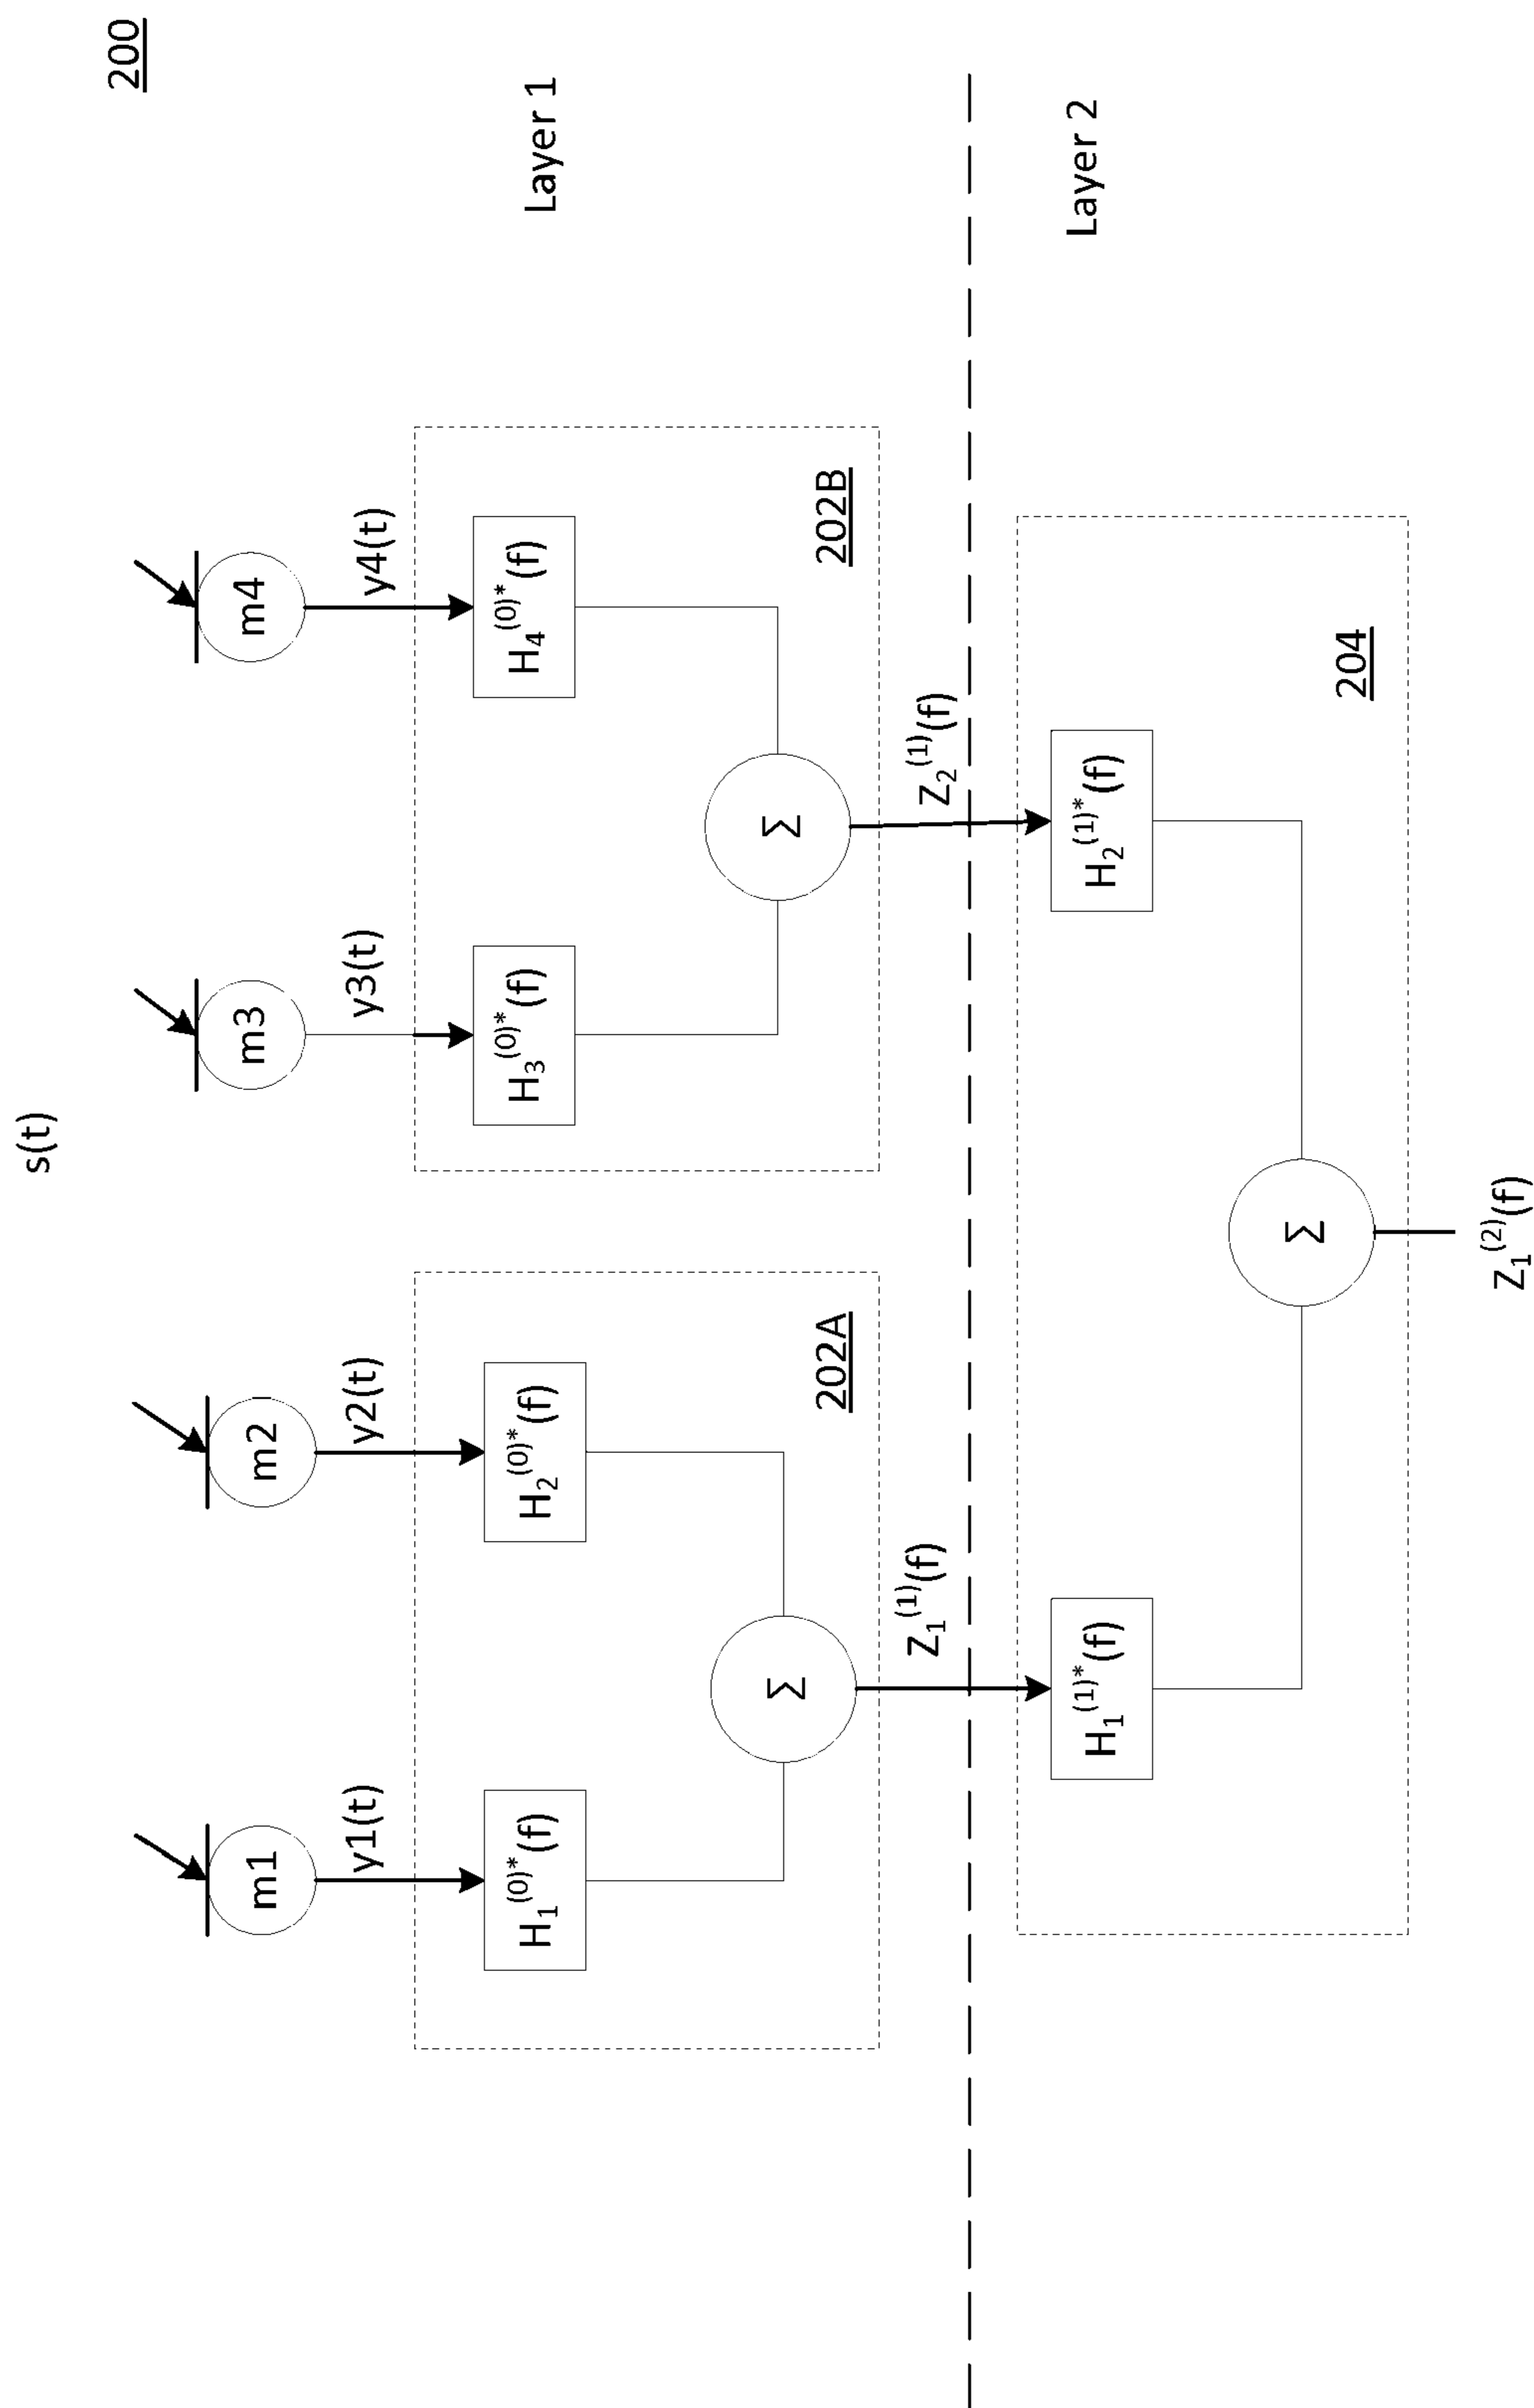 200
s(t)
m1
m2
m3
m4
y1(t)
y2(t)
y3(t)
y4(t)
Layer 1
H₁⁽⁰⁾*(f)
H₂⁽⁰⁾*(f)
H₃⁽⁰⁾*(f)
H₄⁽⁰⁾*(f)
Σ
202A
Σ
202B
Z₁⁽¹⁾(f)
Z₂⁽¹⁾(f)
Layer 2
H₁⁽¹⁾*(f)
H₂⁽¹⁾*(f)
Σ
204
Z₁⁽²⁾(f)